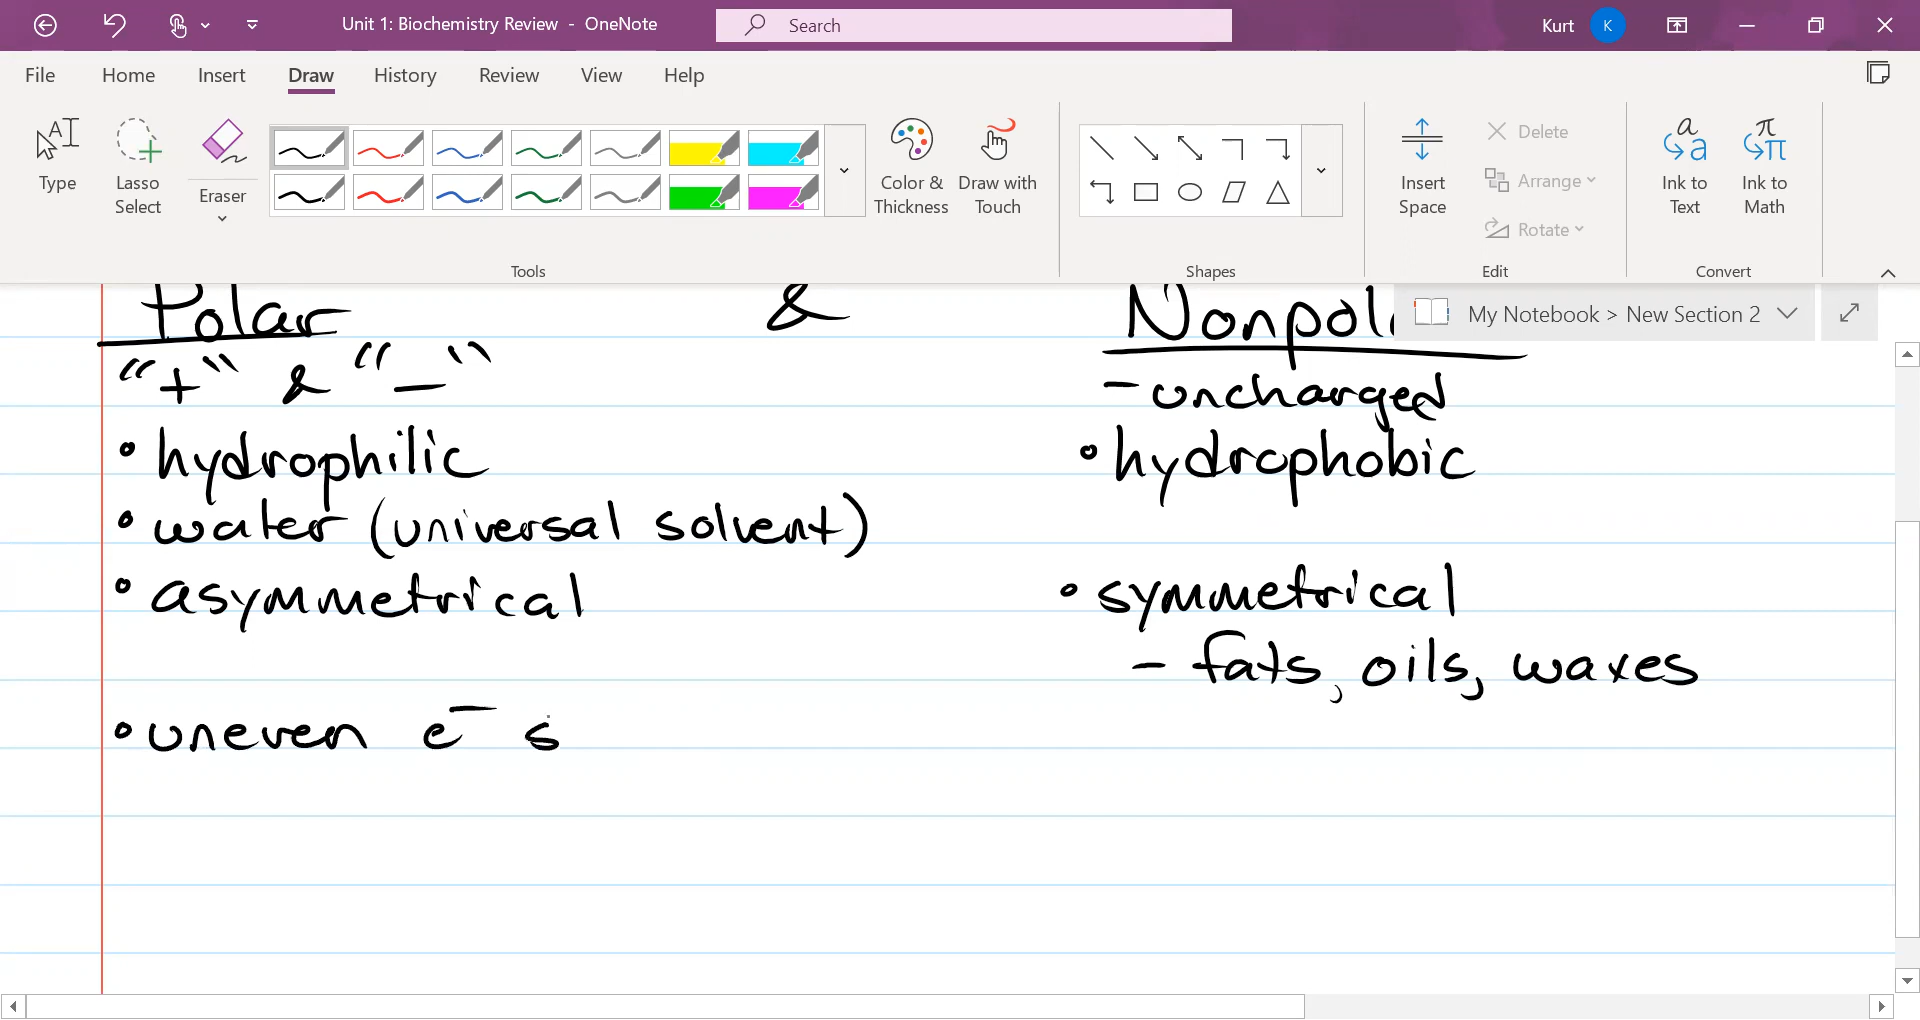 Unit 1: Biochemistry Review - OneNote
Search
Kurt
K
File Home Insert Draw History Review View Help
Type
Lasso Select
Eraser
Color & Thickness
Draw with Touch
Insert Space
Delete
Arrange
Rotate
Ink to Text
Ink to Math
Tools
Shapes
Edit
Convert
My Notebook > New Section 2
Polar & Nonpol
"+" & "-"
- uncharged
• hydrophilic
• hydrophobic
• water (universal solvent)
• asymmetrical
• symmetrical
- fats, oils, waxes
• uneven e⁻ s